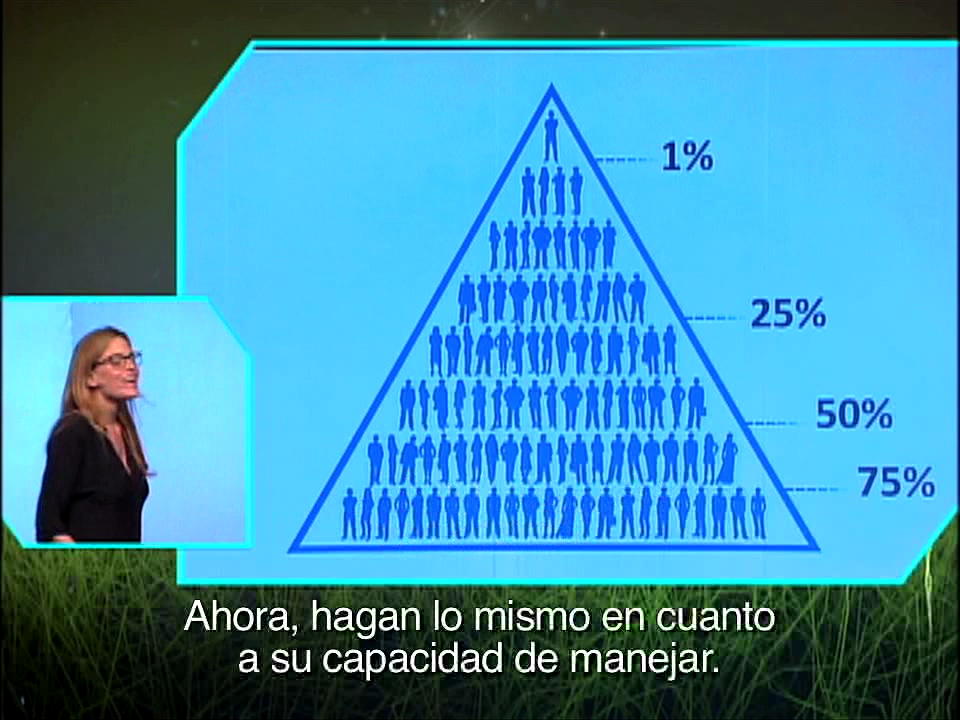 1%
25%
50%
75%
Ahora, hagan lo mismo en cuanto
a su capacidad de manejar.